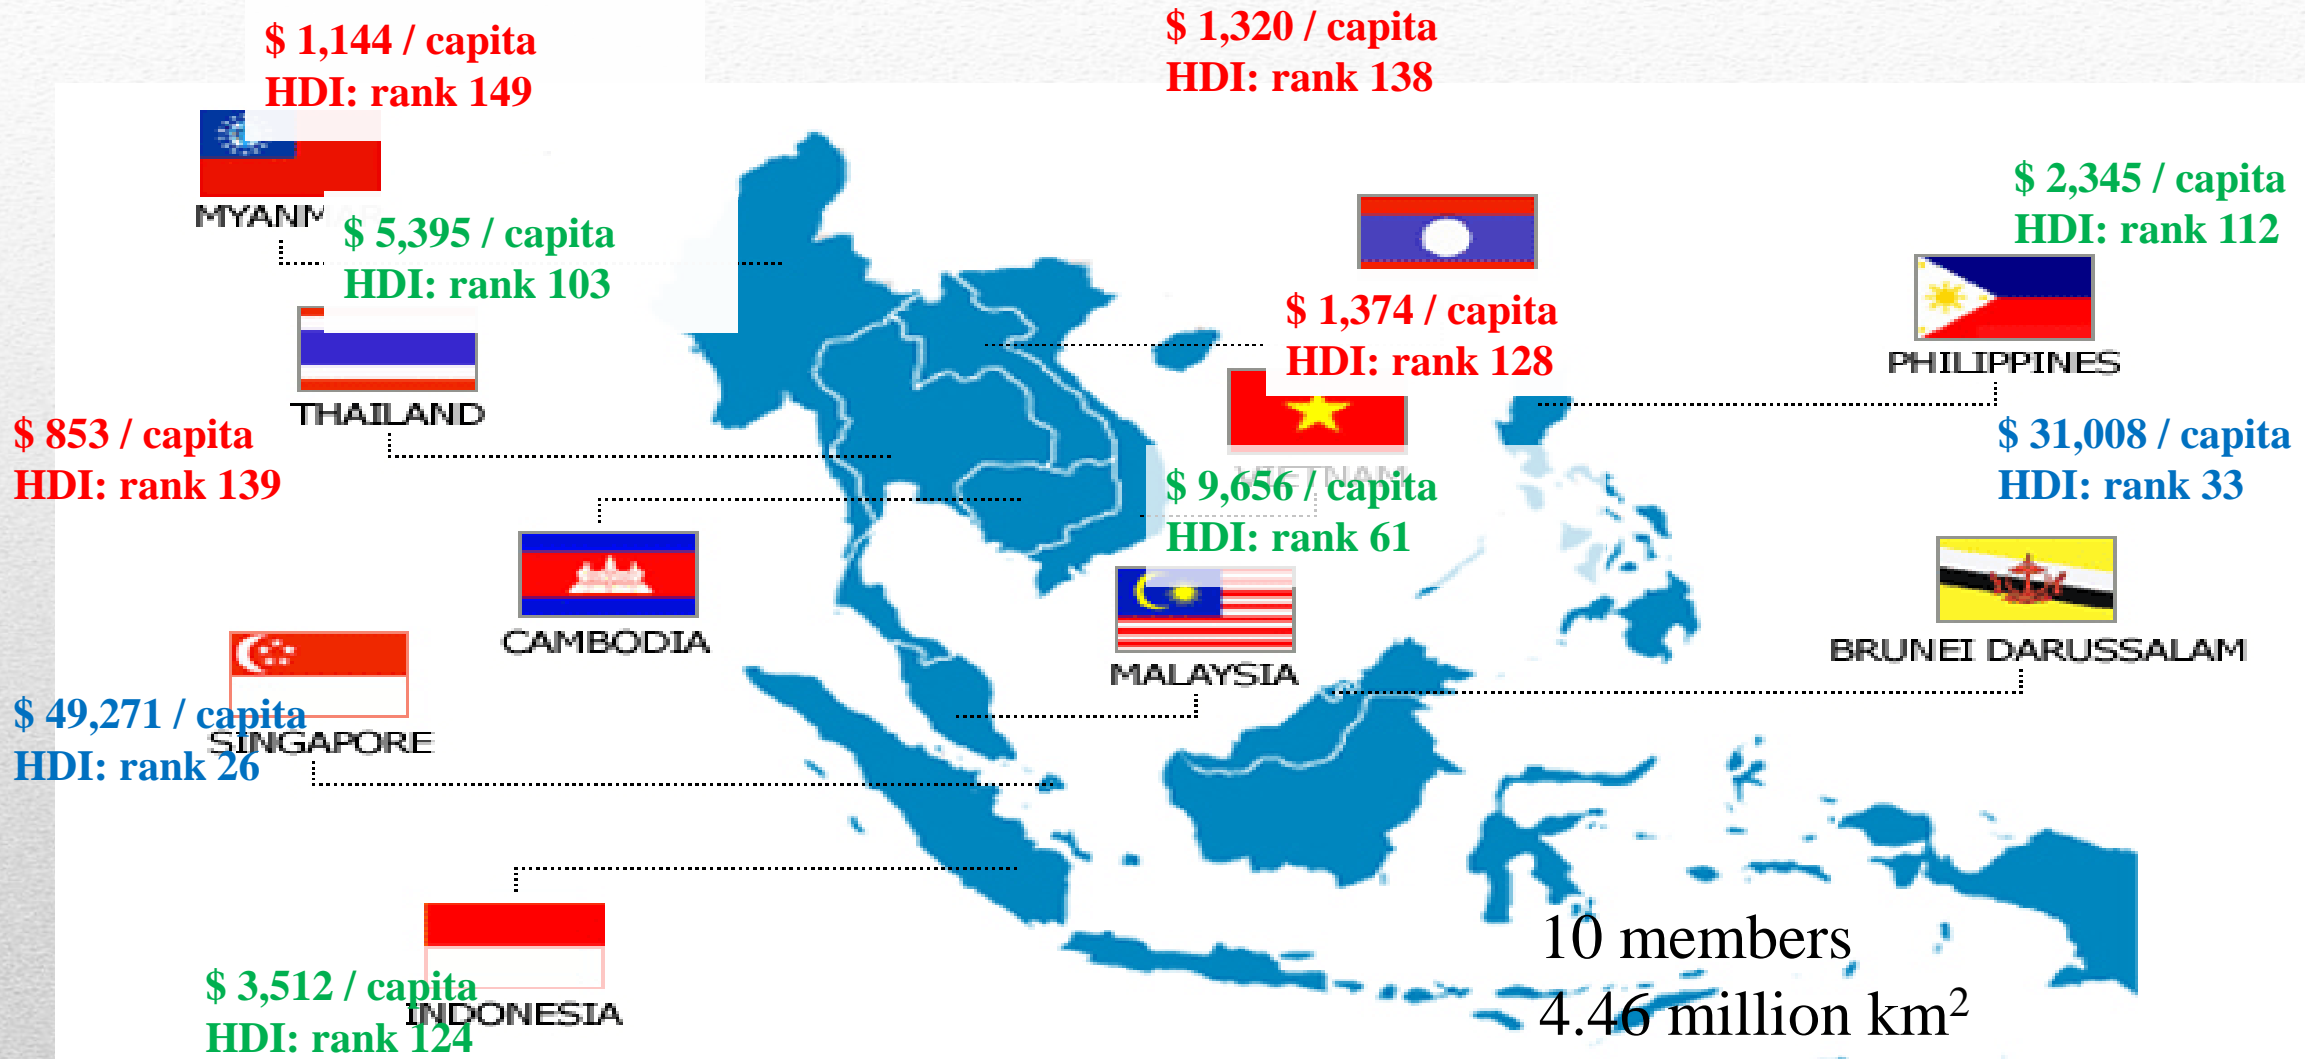 $ 1,144 / capita
HDI: rank 149
$ 1,320 / capita
HDI: rank 138
$ 2,345 / capita
HDI: rank 112
$ 5,395 / capita
HDI: rank 103
$ 1,374 / capita
HDI: rank 128
PHILIPPINES
THAILAND
$ 853 / capita
HDI: rank 139
$ 31,008 / capita
HDI: rank 33
VIETNAM
$ 9,656 / capita
HDI: rank 61
CAMBODIA
MALAYSIA
BRUNEI DARUSSALAM
$ 49,271 / capita
SINGAPORE
HDI: rank 26
10 members
4.46 million km²
$ 3,512 / capita
INDONESIA
HDI: rank 124